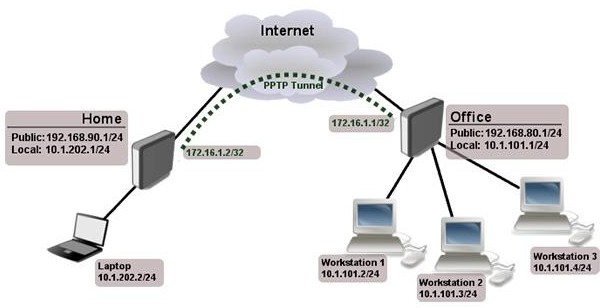 Internet
PPTP Tunnel
Home
Public: 192.168.90.1/24
Local: 10.1.202.1/24
172.16.1.2/32
172.16.1.1/32
Office
Public: 192.168.80.1/24
Local: 10.1.101.1/24
Laptop
10.1.202.2/24
Workstation 1
10.1.101.2/24
Workstation 2
10.1.101.3/24
Workstation 3
10.1.101.4/24